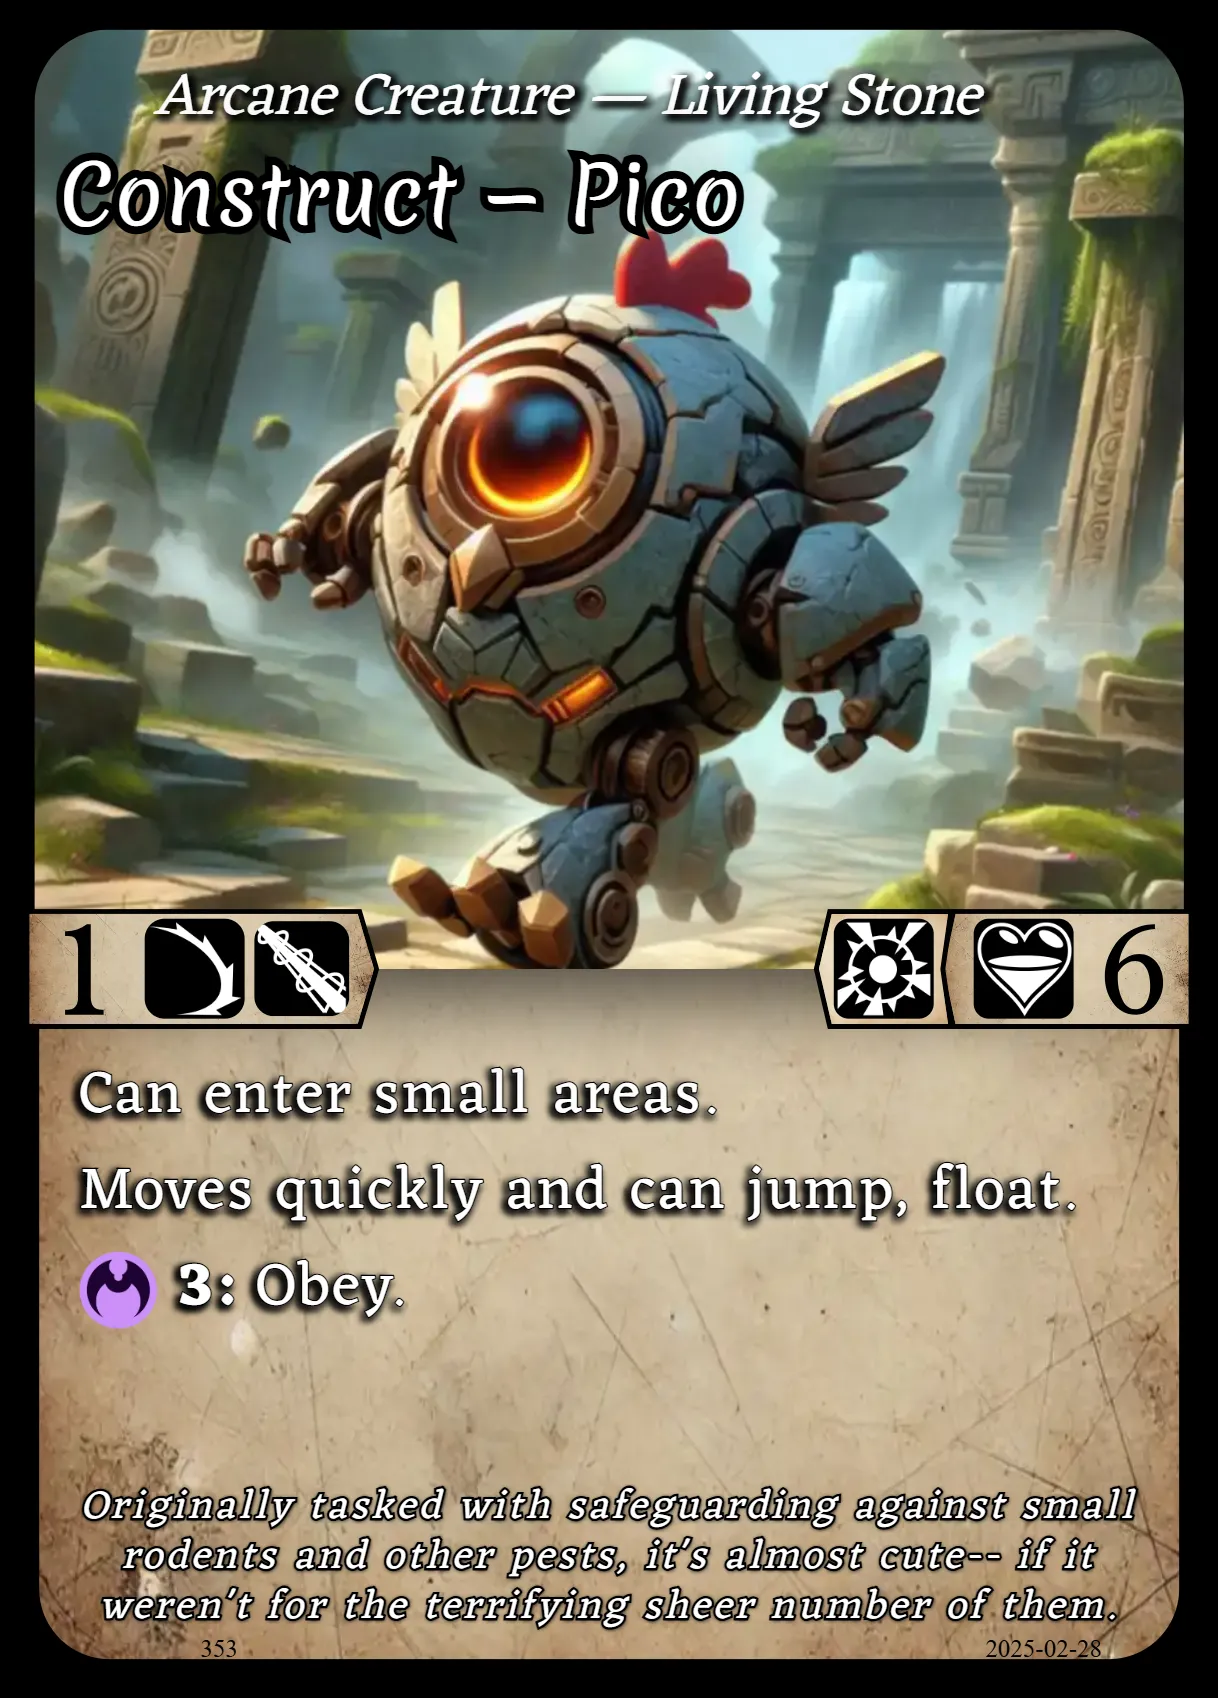 Arcane Creature — Living Stone
Construct – Pico
1
6
Can enter small areas.
Moves quickly and can jump, float.
3: Obey.
Originally tasked with safeguarding against small
rodents and other pests, it's almost cute-- if it
weren't for the terrifying sheer number of them.
353
2025-02-28